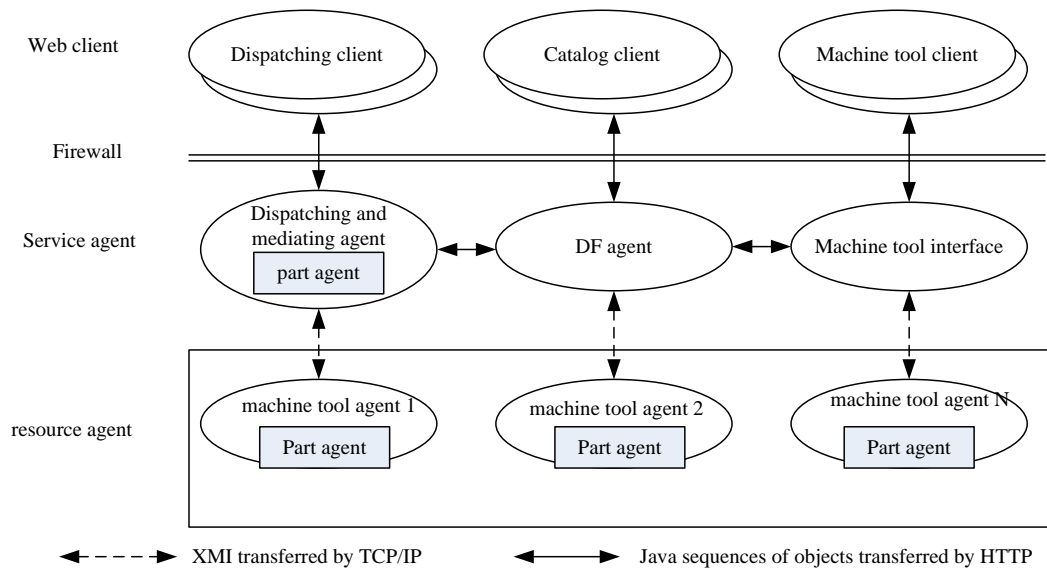 Web client
Dispatching client
Catalog client
Machine tool client
Firewall
Service agent
Dispatching and
mediating agent
part agent
DF agent
Machine tool interface
resource agent
machine tool agent 1
Part agent
machine tool agent 2
Part agent
machine tool agent N
Part agent
XMI transferred by TCP/IP
Java sequences of objects transferred by HTTP